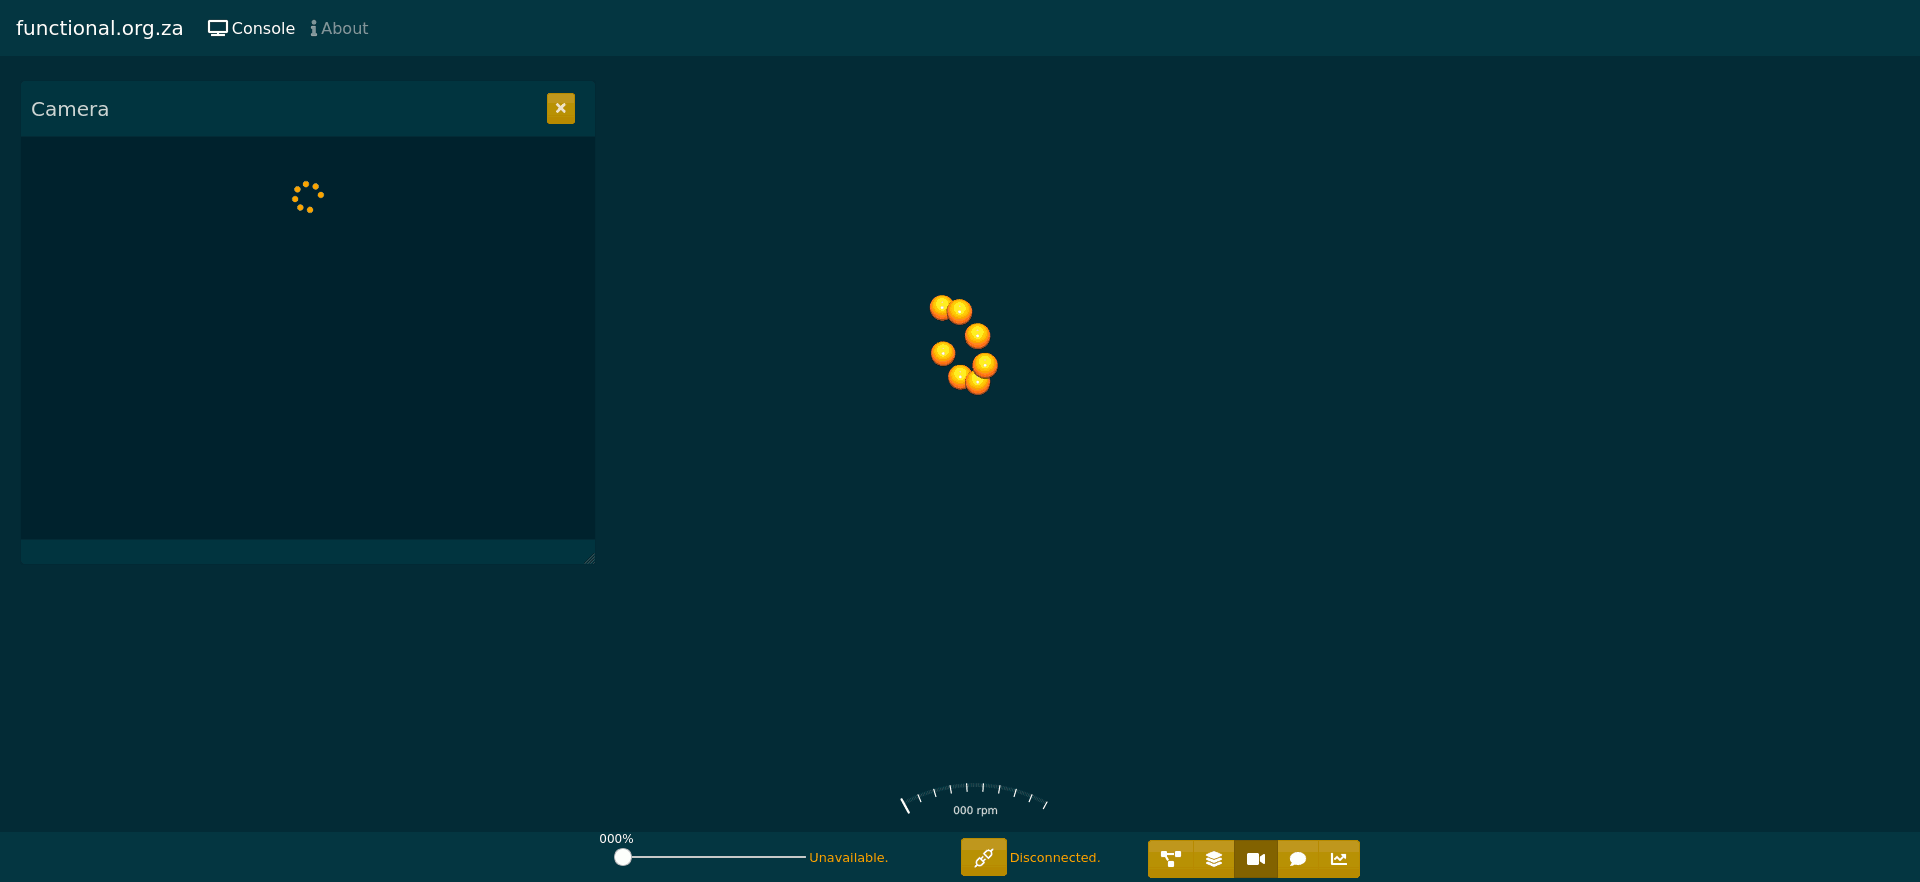 functional.org.za Console About
Camera
000 rpm
000%
Unavailable. Disconnected.